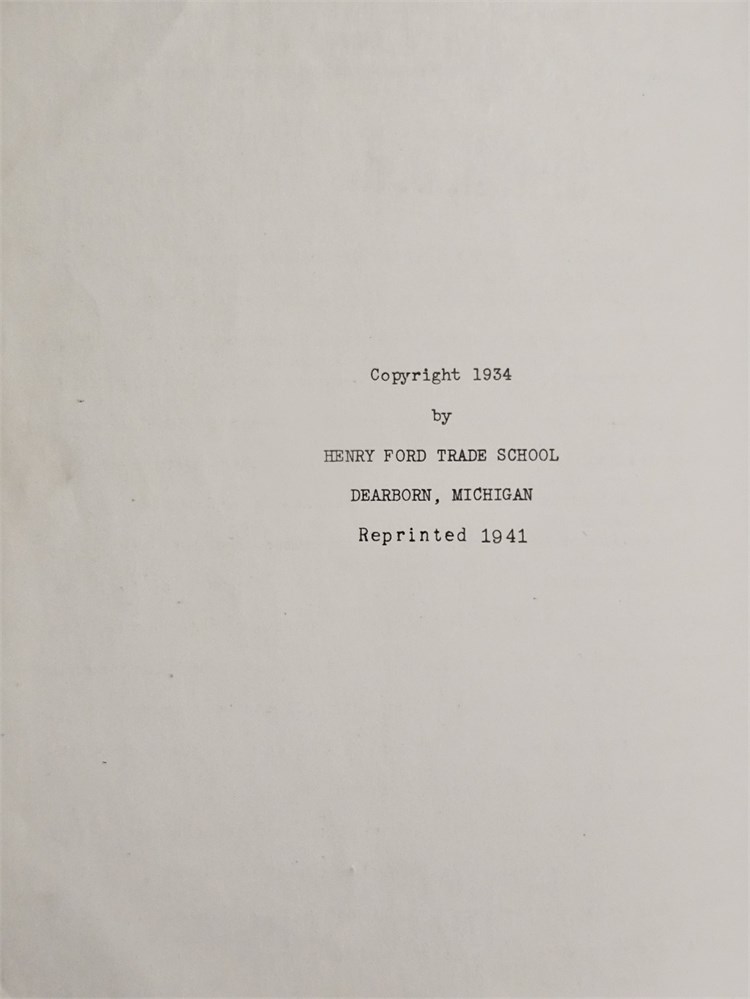 Copyright 1934
by
HENRY FORD TRADE SCHOOL
DEARBORN, MICHIGAN
Reprinted 1941